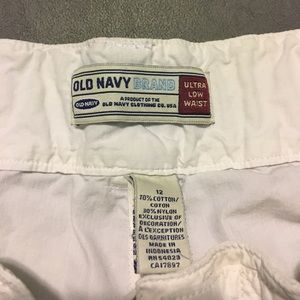 OLD NAVY BRAND
OLD NAVY
A PRODUCT OF THE
OLD NAVY CLOTHING CO. USA
ULTRA
LOW
WAIST
12
70% COTTON/
COTON
30% NYLON
EXCLUSIVE OF
DECORATION/
A L'EXCEPTION
DES GARNITURES
MADE IN
INDONESIA
RN54023
CA17897